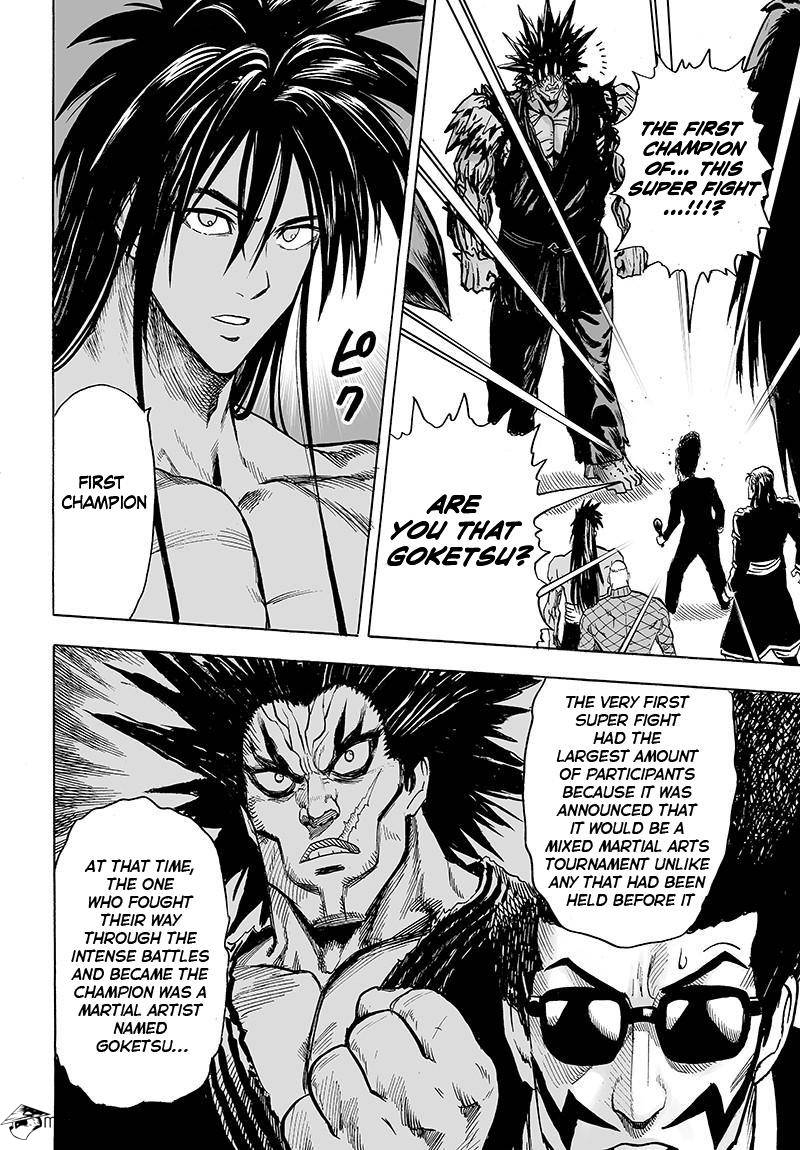 THE FIRST
CHAMPION
OF... THIS
SUPER FIGHT
...!!!?
ARE
YOU THAT
GOKETSU?
ピク
FIRST
CHAMPION
THE VERY FIRST
SUPER FIGHT
HAD THE
LARGEST AMOUNT
OF PARTICIPANTS
BECAUSE IT WAS
ANNOUNCED THAT
IT WOULD BE A
MIXED MARTIAL ARTS
TOURNAMENT UNLIKE
ANY THAT HAD BEEN
HELD BEFORE IT
AT THAT TIME,
THE ONE
WHO FOUGHT
THEIR WAY
THROUGH THE
INTENSE BATTLES
AND BECAME THE
CHAMPION WAS A
MARTIAL ARTIST
NAMED
GOKETSU...